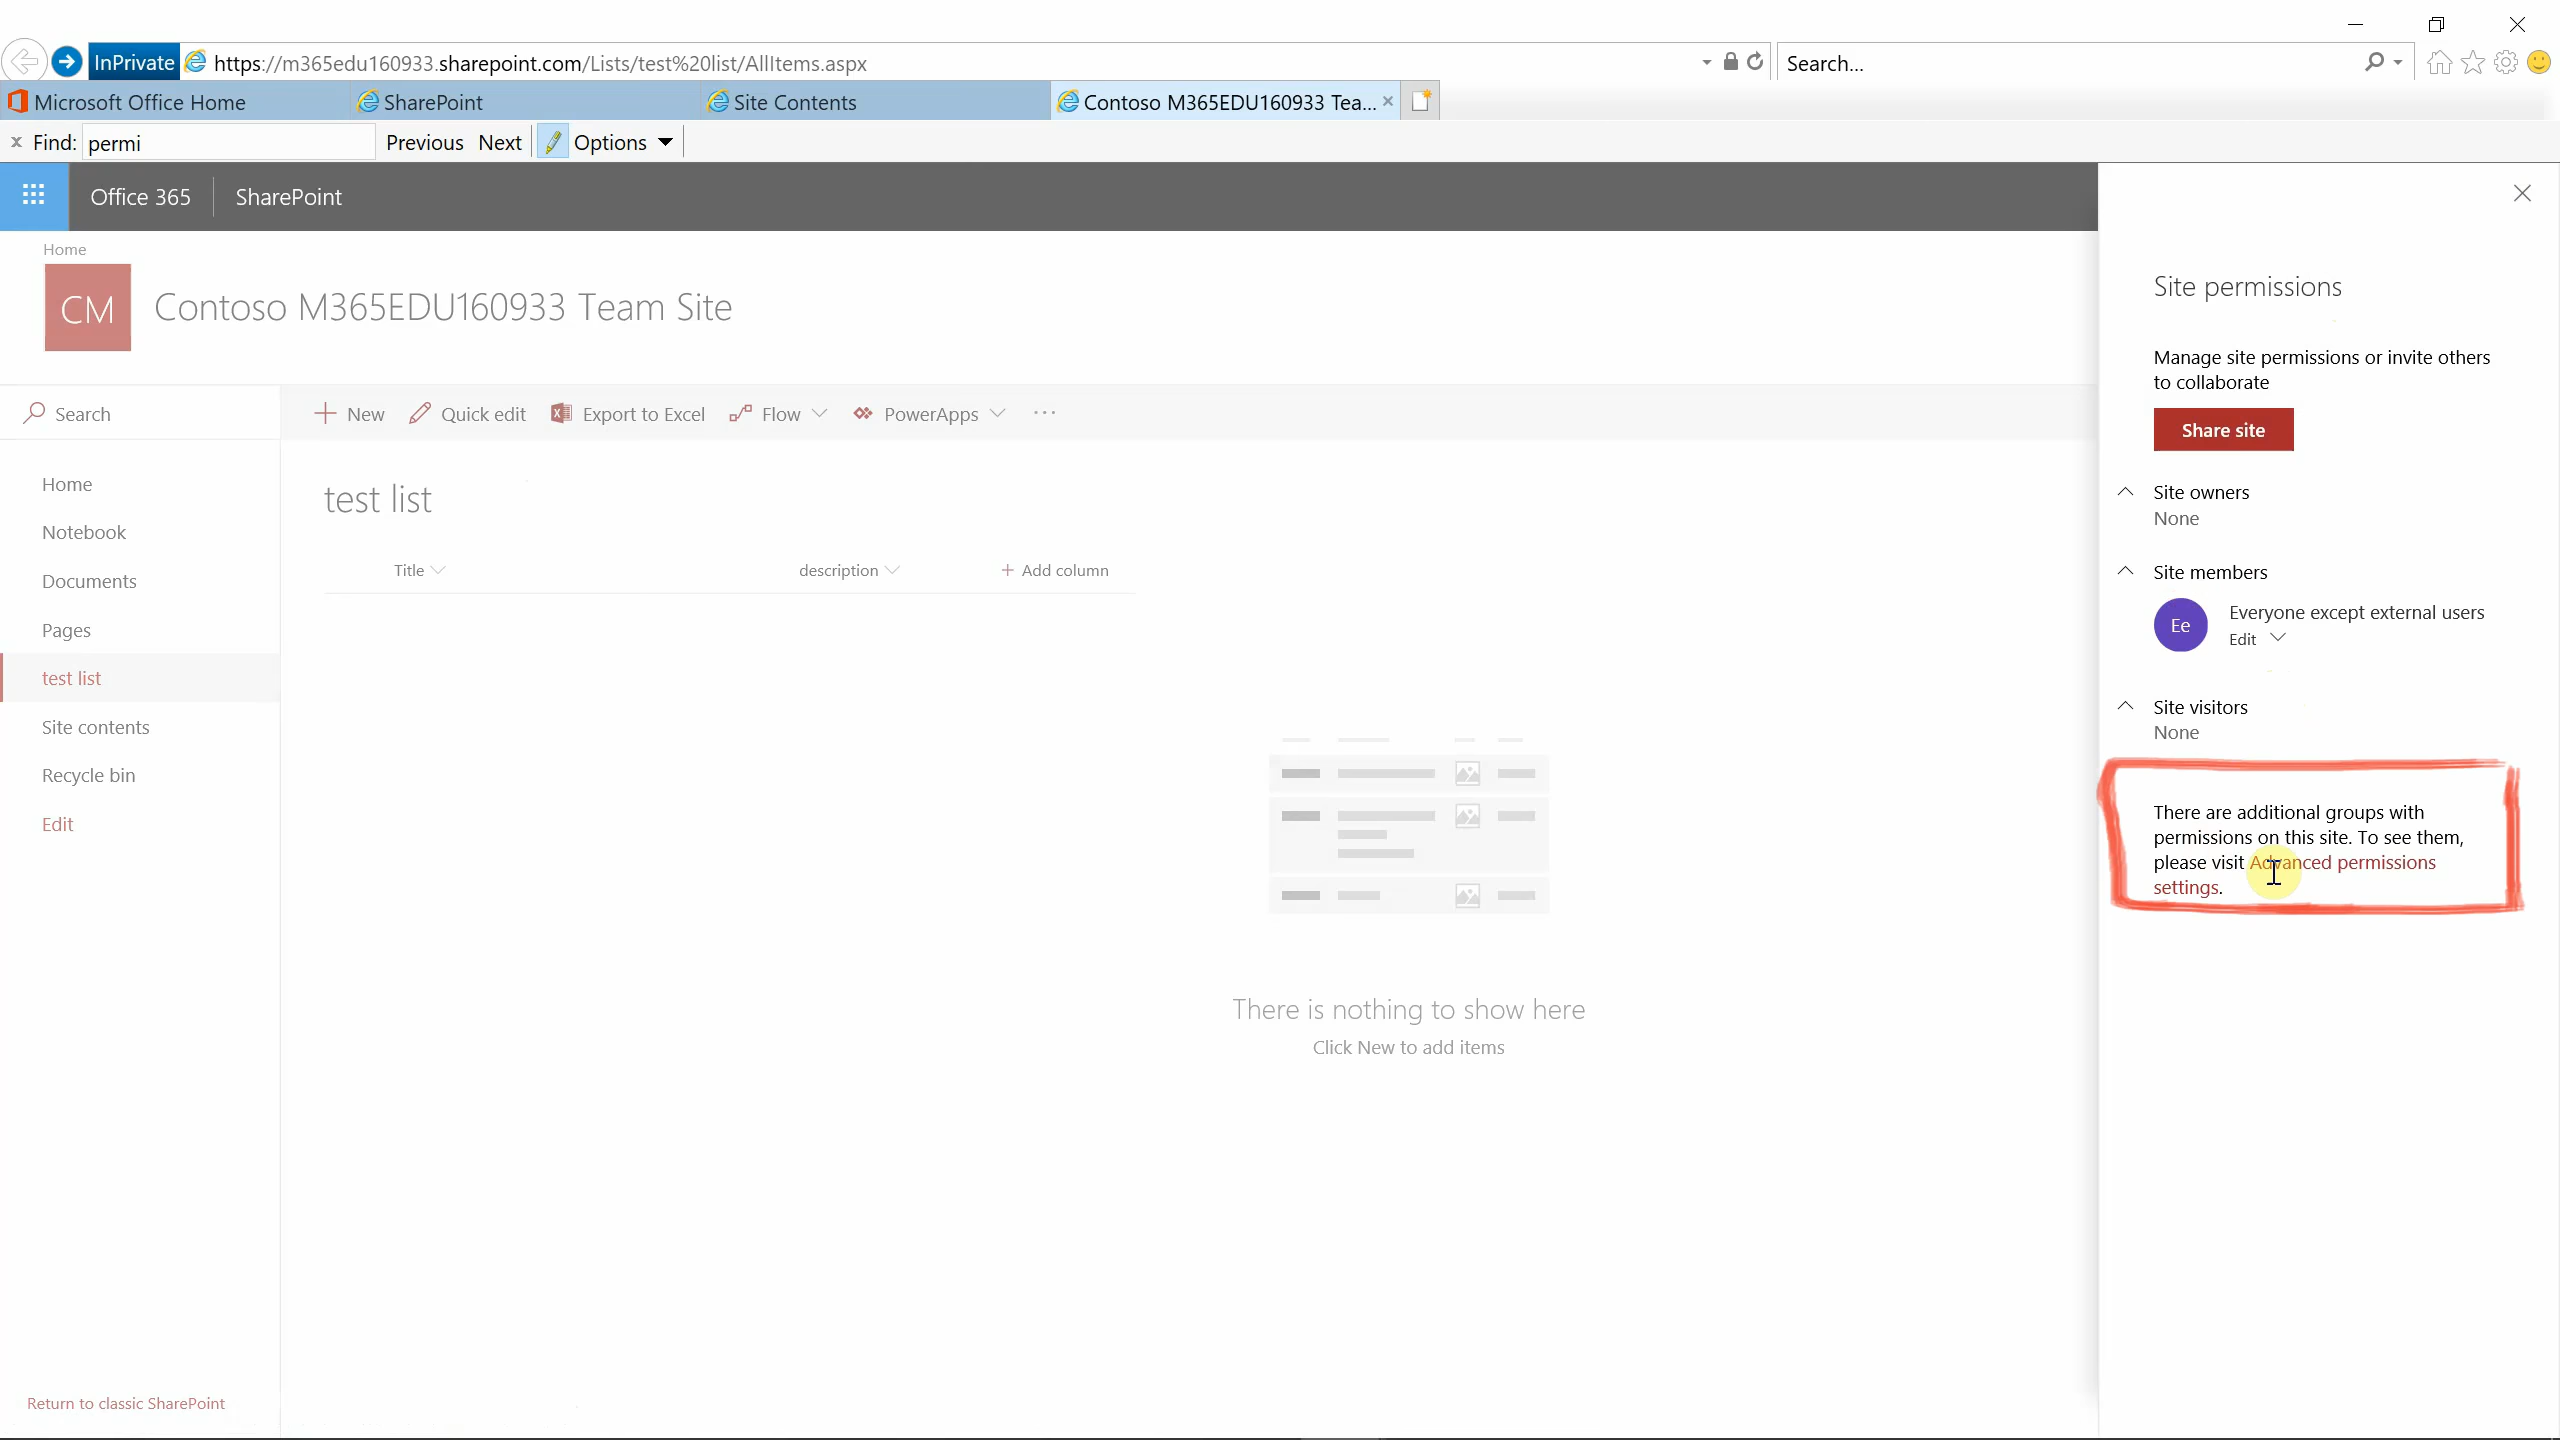 InPrivate https://m365edu160933.sharepoint.com/Lists/test%20list/AllItems.aspx Search...
Microsoft Office Home SharePoint Site Contents Contoso M365EDU160933 Tea...
x Find: permi Previous Next Options
Office 365 SharePoint
Home
CM Contoso M365EDU160933 Team Site
Search
New Quick edit Export to Excel Flow PowerApps ...
Home
Notebook
Documents
Pages
test list
Site contents
Recycle bin
Edit
Return to classic SharePoint
test list
Title description + Add column
There is nothing to show here
Click New to add items
Site permissions
Manage site permissions or invite others
to collaborate
Share site
Site owners
None
Site members
Ee Everyone except external users
Edit
Site visitors
None
There are additional groups with
permissions on this site. To see them,
please visit Advanced permissions
settings.